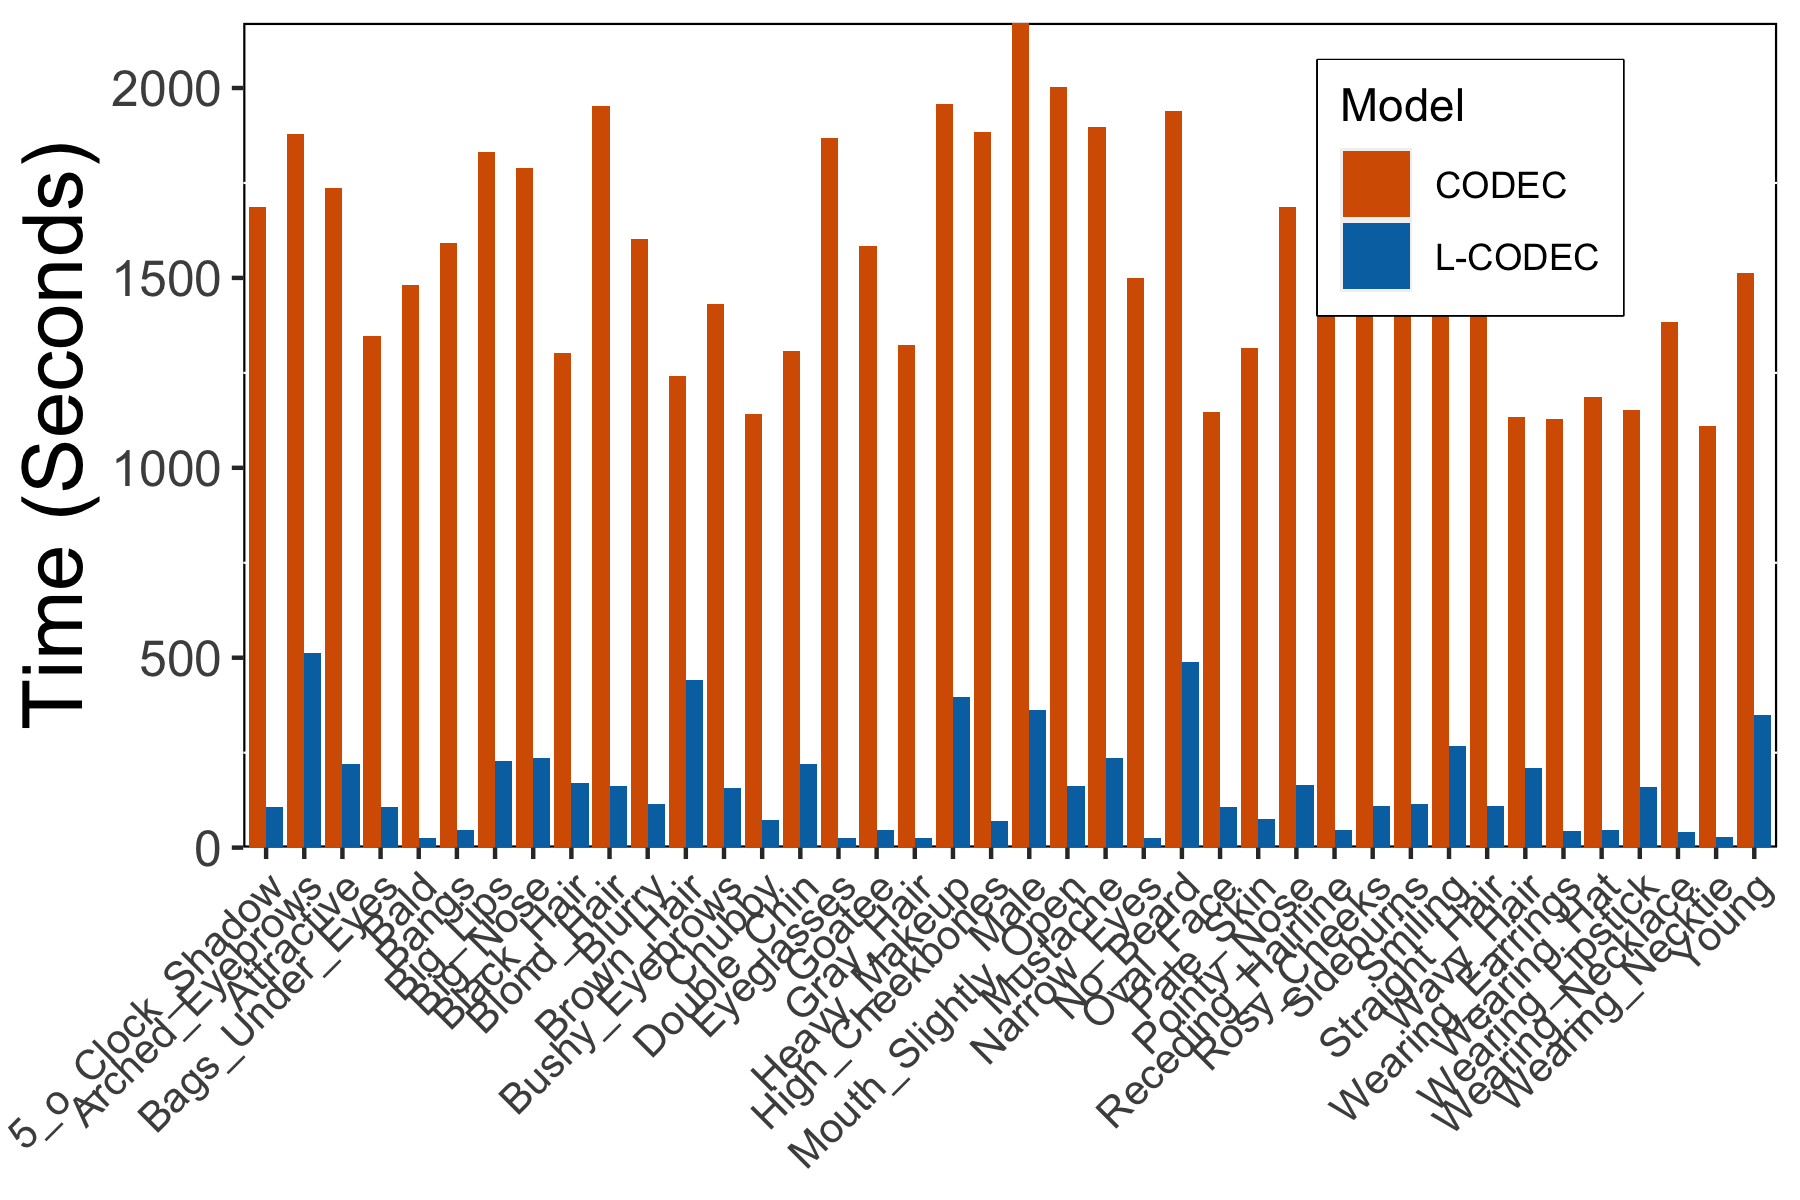 Time (Seconds)
2000
1500
1000
500
0
Model
CODEC
L-CODEC
5_o_Clock_Shadow
Arched_Eyebrows
Attractive
Bags_Under_Eyes
Bald
Bangs
Big_Lips
Big_Nose
Black_Hair
Blond_Hair
Blurry
Brown_Hair
Bushy_Eyebrows
Chubby
Double_Chin
Eyeglasses
Goatee
Gray_Hair
Heavy_Makeup
High_Cheekbones
Male
Mouth_Slightly_Open
Mustache
Narrow_Eyes
No_Beard
Oval_Face
Pale_Skin
Pointy_Nose
Receding_Hairline
Rosy_Cheeks
Sideburns
Smiling
Straight_Hair
Wavy_Hair
Wearing_Earrings
Wearing_Hat
Wearing_Lipstick
Wearing_Necklace
Wearing_Necktie
Young